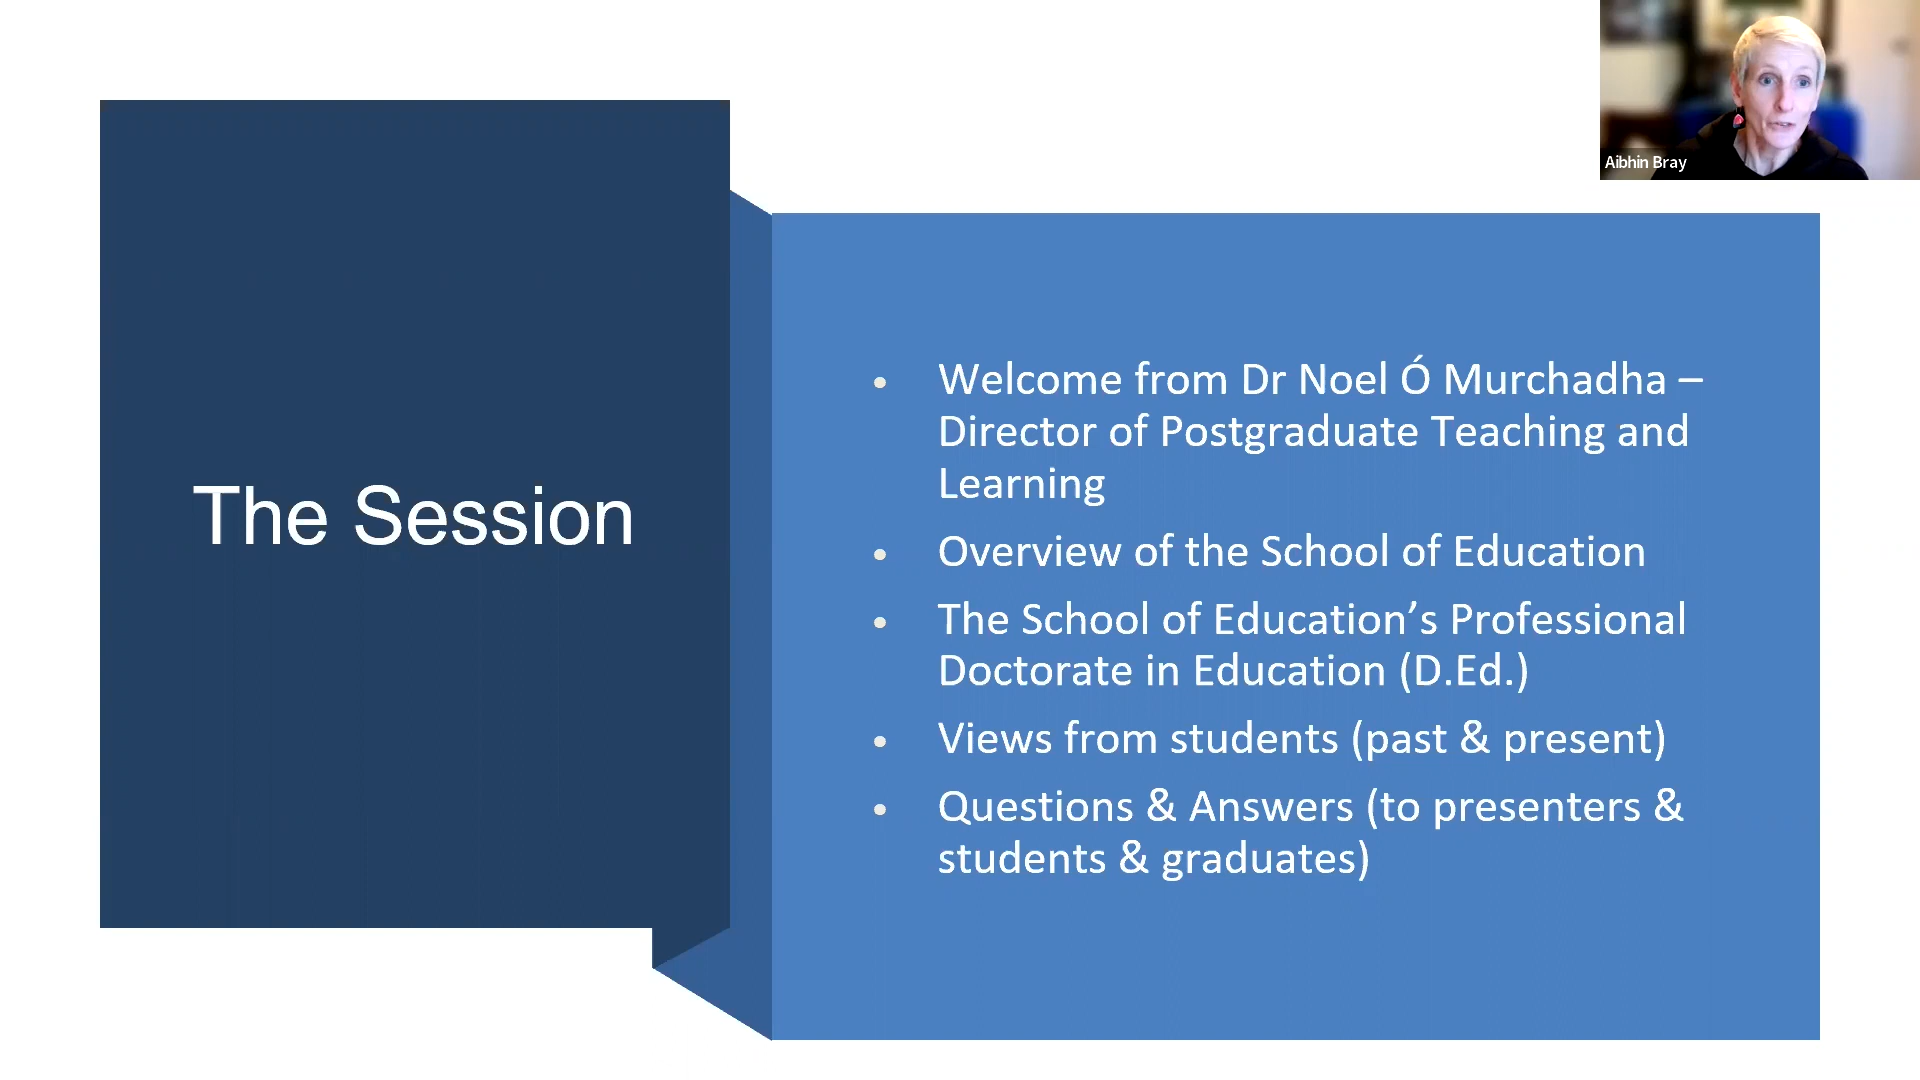 Aibhin Bray
The Session
• Welcome from Dr Noel Ó Murchadha –
Director of Postgraduate Teaching and
Learning
• Overview of the School of Education
• The School of Education’s Professional
Doctorate in Education (D.Ed.)
• Views from students (past & present)
• Questions & Answers (to presenters &
students & graduates)